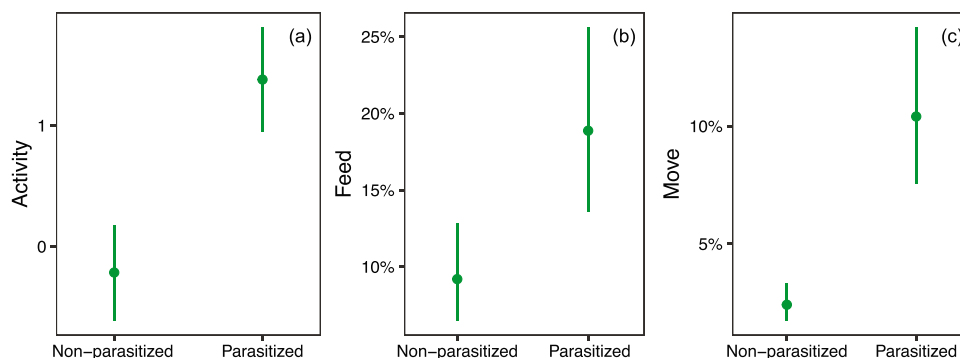 (a)
Activity
1
0
Non-parasitized
Parasitized
(b)
Feed
25%
20%
15%
10%
Non-parasitized
Parasitized
(c)
Move
10%
5%
Non-parasitized
Parasitized